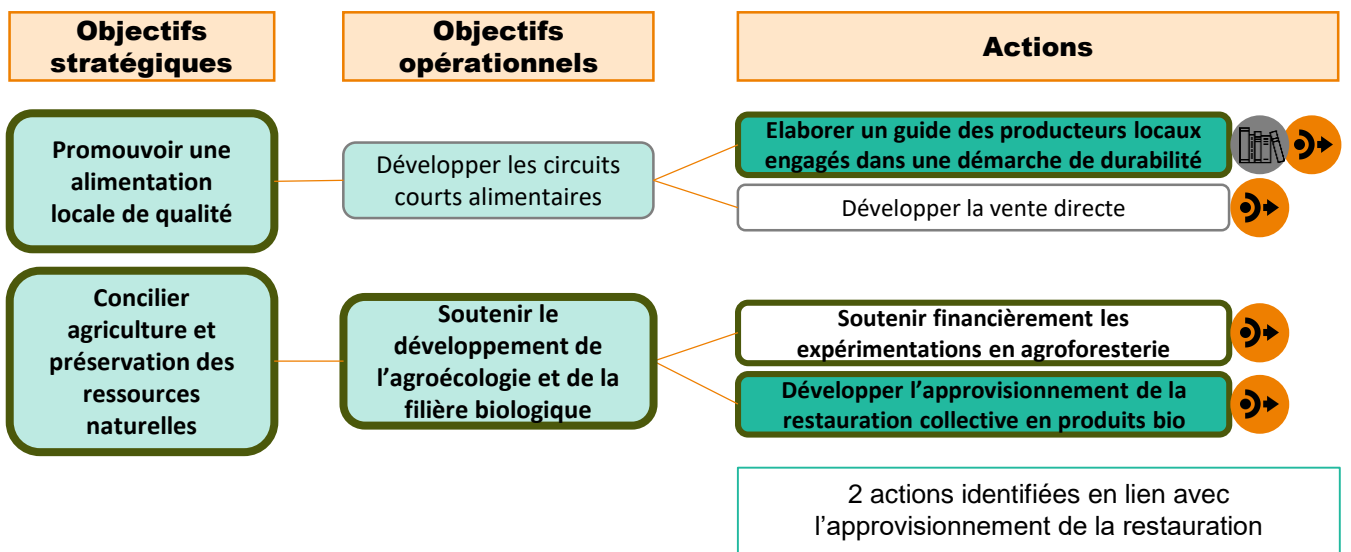 Objectifs
stratégiques
Objectifs
opérationnels
Actions
Promouvoir une
alimentation
locale de qualité
Développer les circuits
courts alimentaires
Elaborer un guide des producteurs locaux
engagés dans une démarche de durabilité
Développer la vente directe
Concilier
agriculture et
préservation des
ressources
naturelles
Soutenir le
développement de
l’agroécologie et de la
filière biologique
Soutenir financièrement les
expérimentations en agroforesterie
Développer l’approvisionnement de la
restauration collective en produits bio
2 actions identifiées en lien avec
l’approvisionnement de la restauration